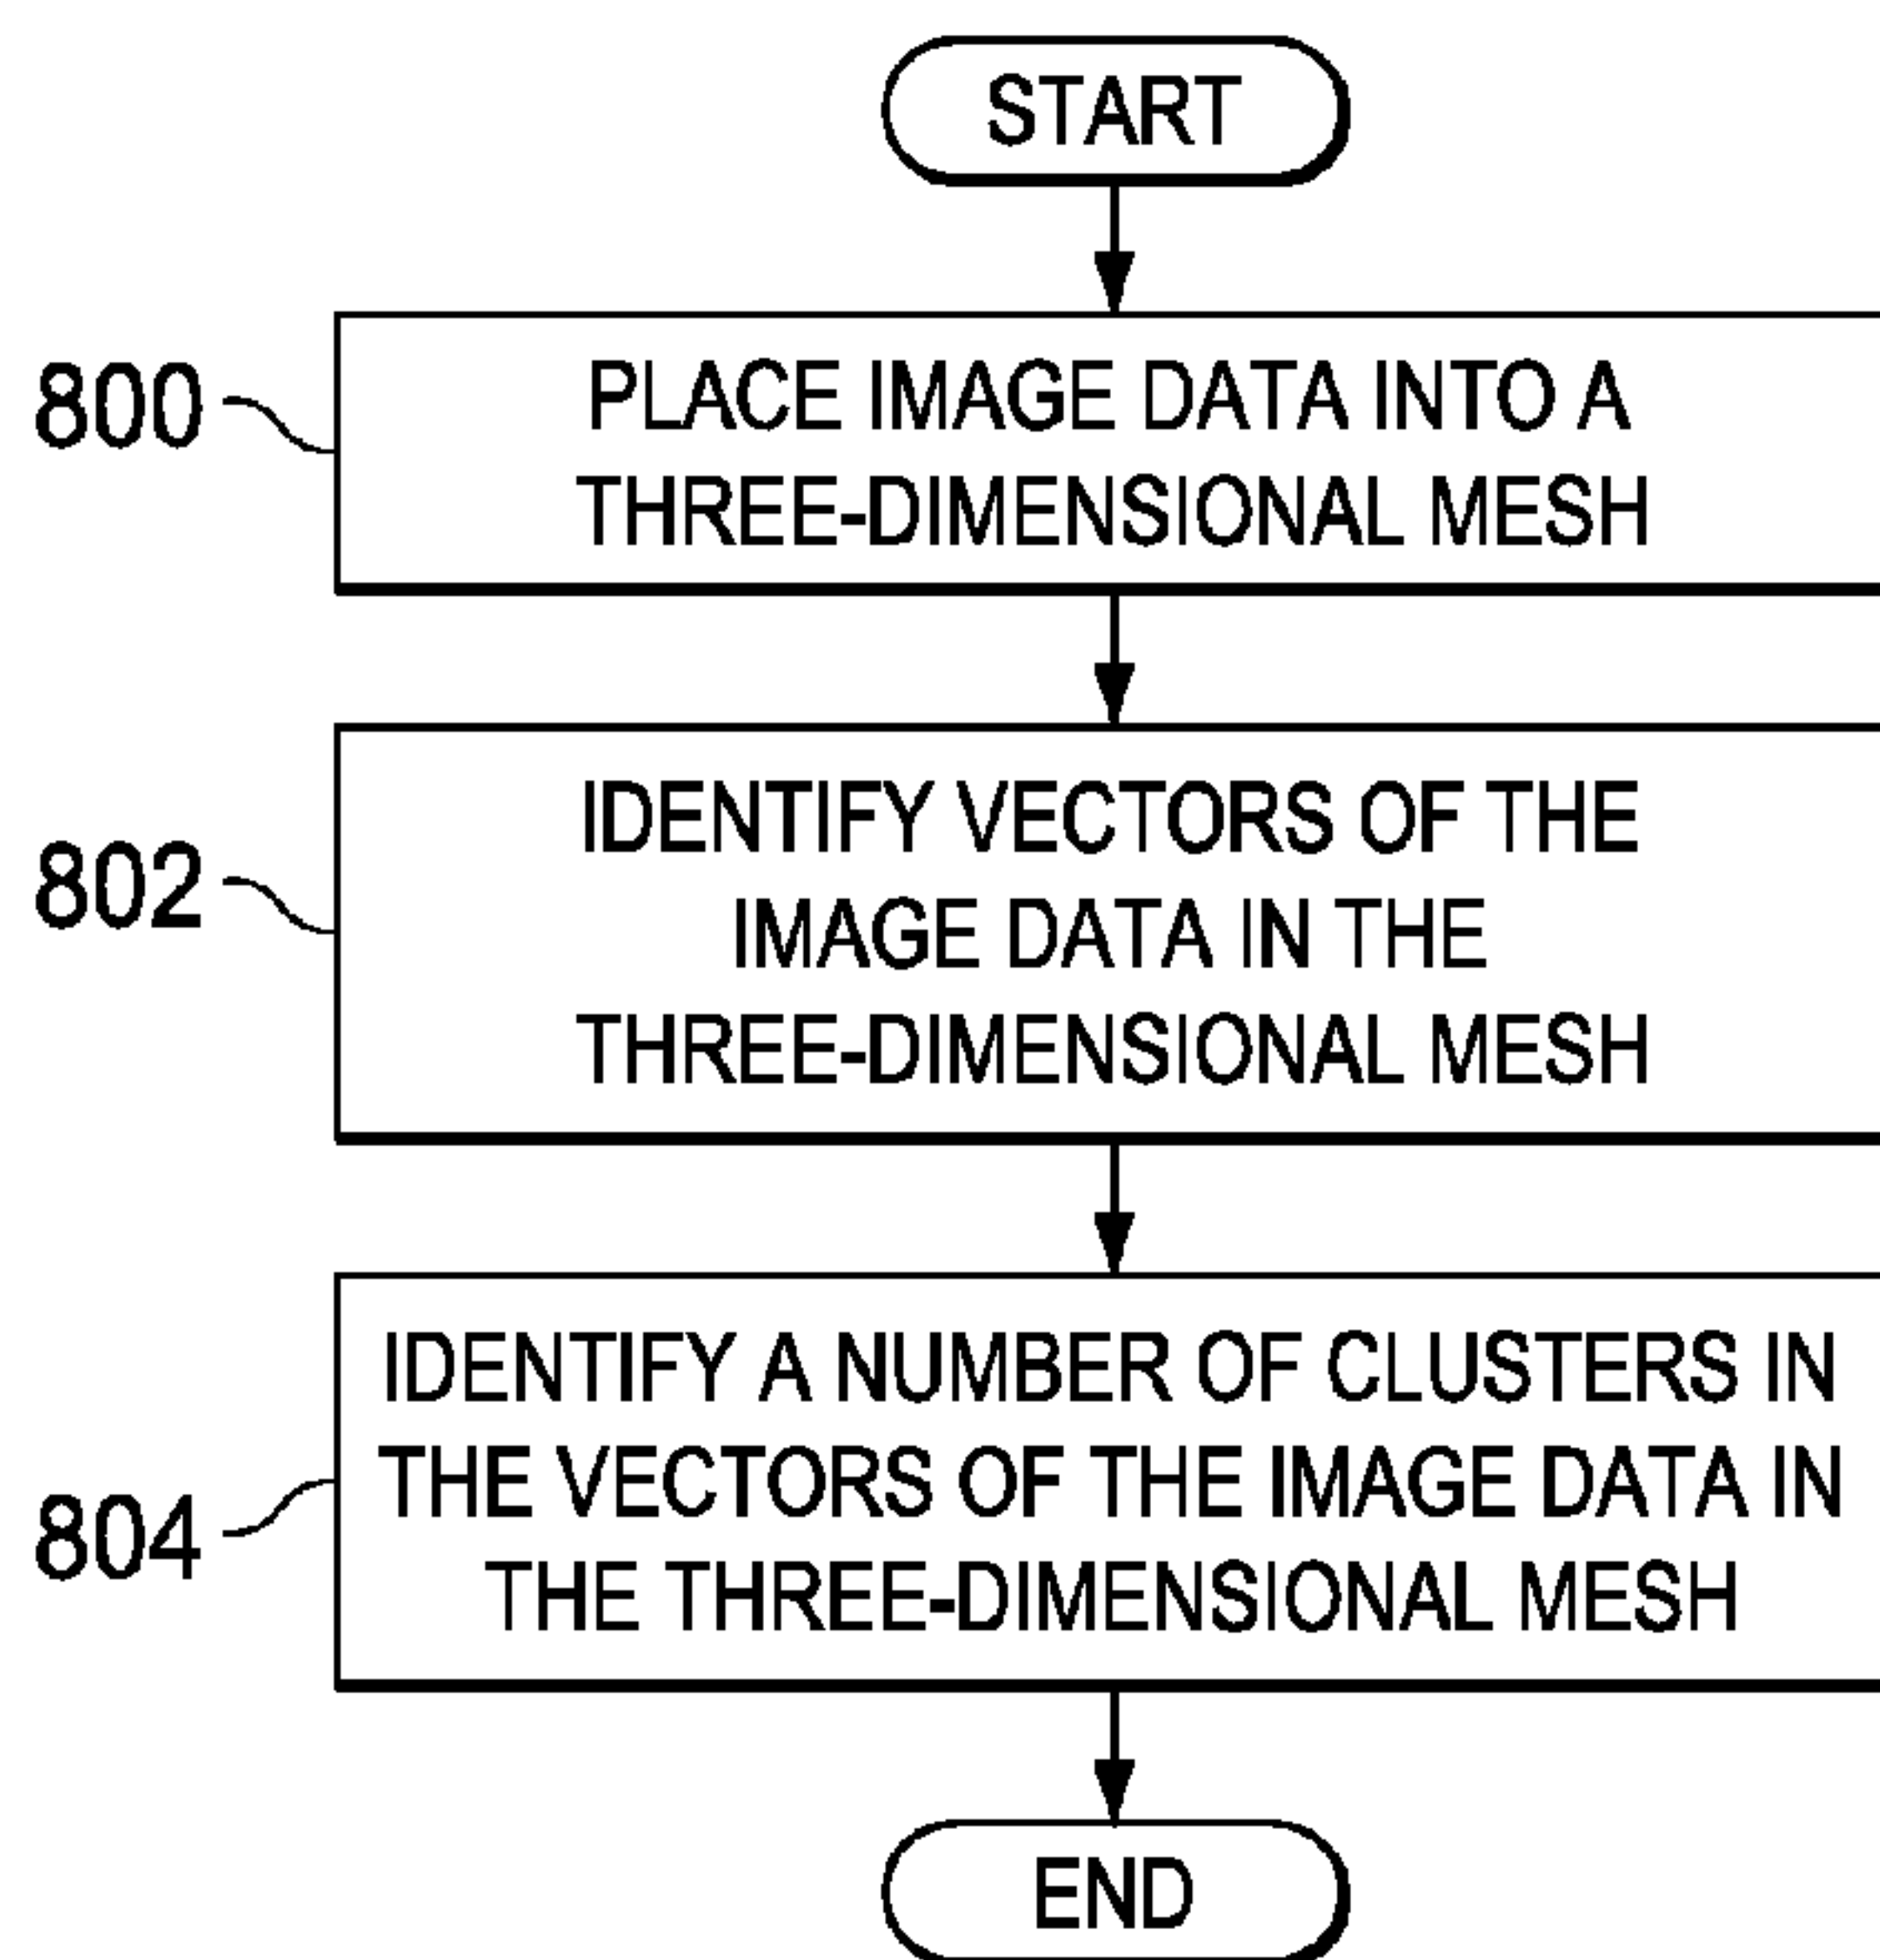 START
800
PLACE IMAGE DATA INTO A
THREE-DIMENSIONAL MESH
802
IDENTIFY VECTORS OF THE
IMAGE DATA IN THE
THREE-DIMENSIONAL MESH
804
IDENTIFY A NUMBER OF CLUSTERS IN
THE VECTORS OF THE IMAGE DATA IN
THE THREE-DIMENSIONAL MESH
END